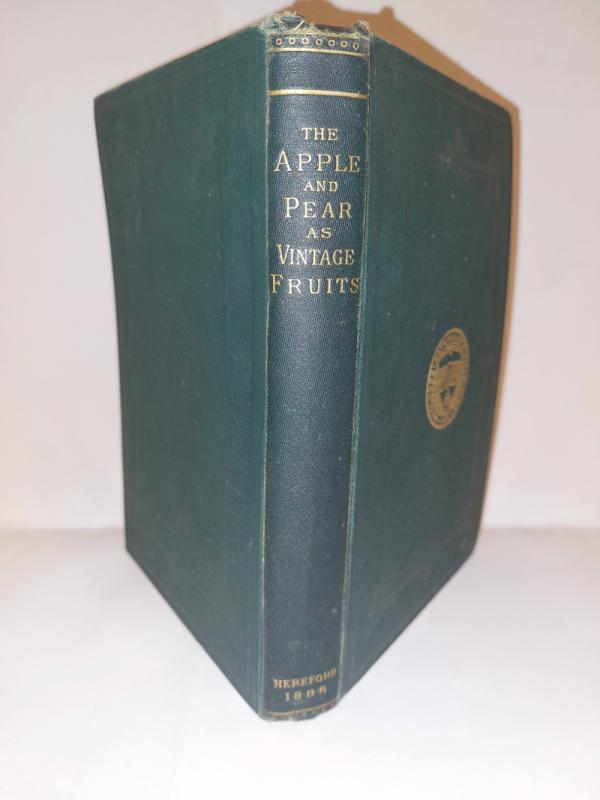 THE
APPLE
AND
PEAR
AS
VINTAGE
FRUITS
HEREFORD
1886